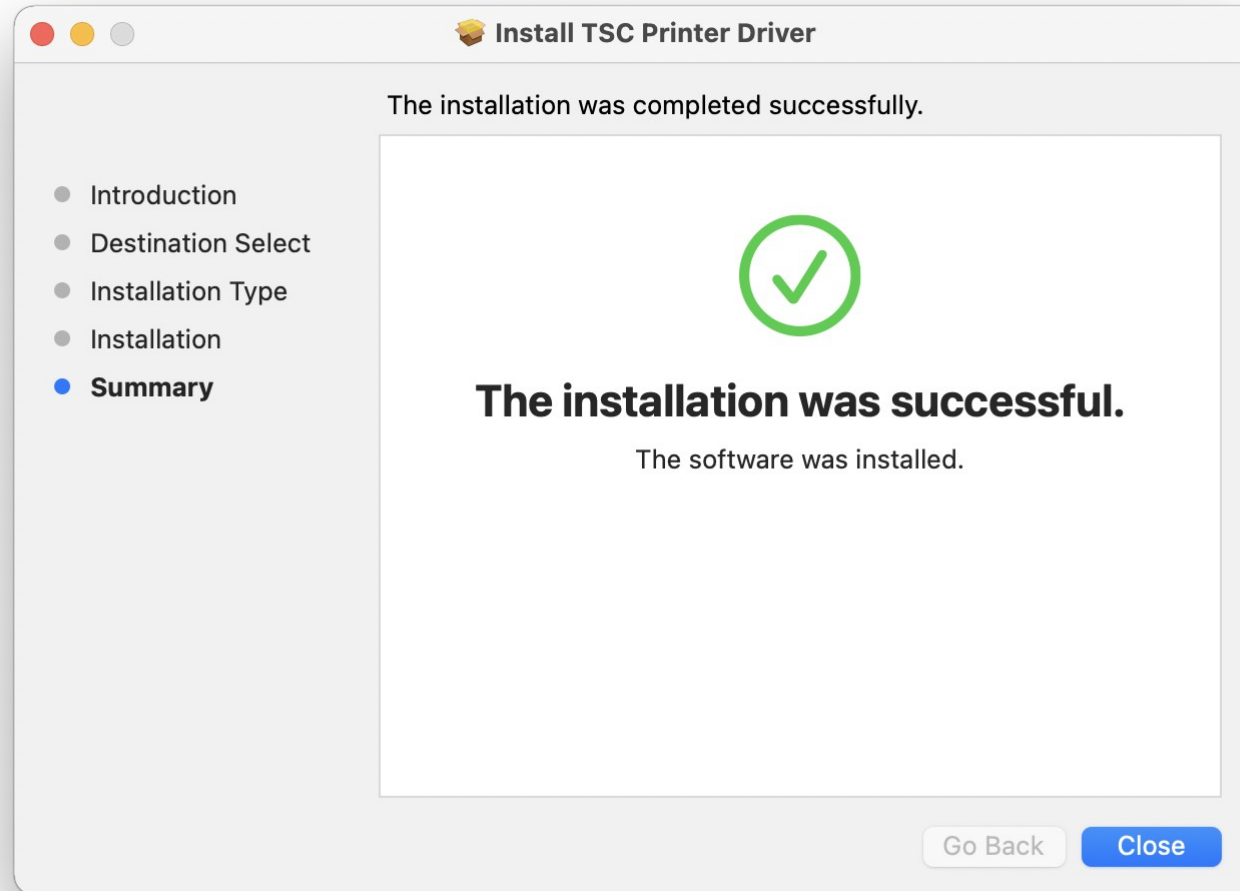 Install TSC Printer Driver
The installation was completed successfully.
Introduction
Destination Select
Installation Type
Installation
Summary
The installation was successful.
The software was installed.
Go Back
Close